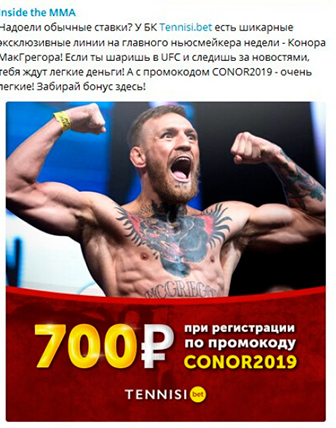 Inside the MMA
Надоели обычные ставки? У БК Tennisi.bet есть шикарные
эксклюзивные линии на главного ньюсмейкера недели - Конора
МакГрегора! Если ты шаришь в UFC и следишь за новостями,
тебя ждут легкие деньги! А с промокодом CONOR2019 - очень
легкие! Забирай бонус здесь!
MCGREGOR
700₽
при регистрации
по промокоду
CONOR2019
TENNISI bet